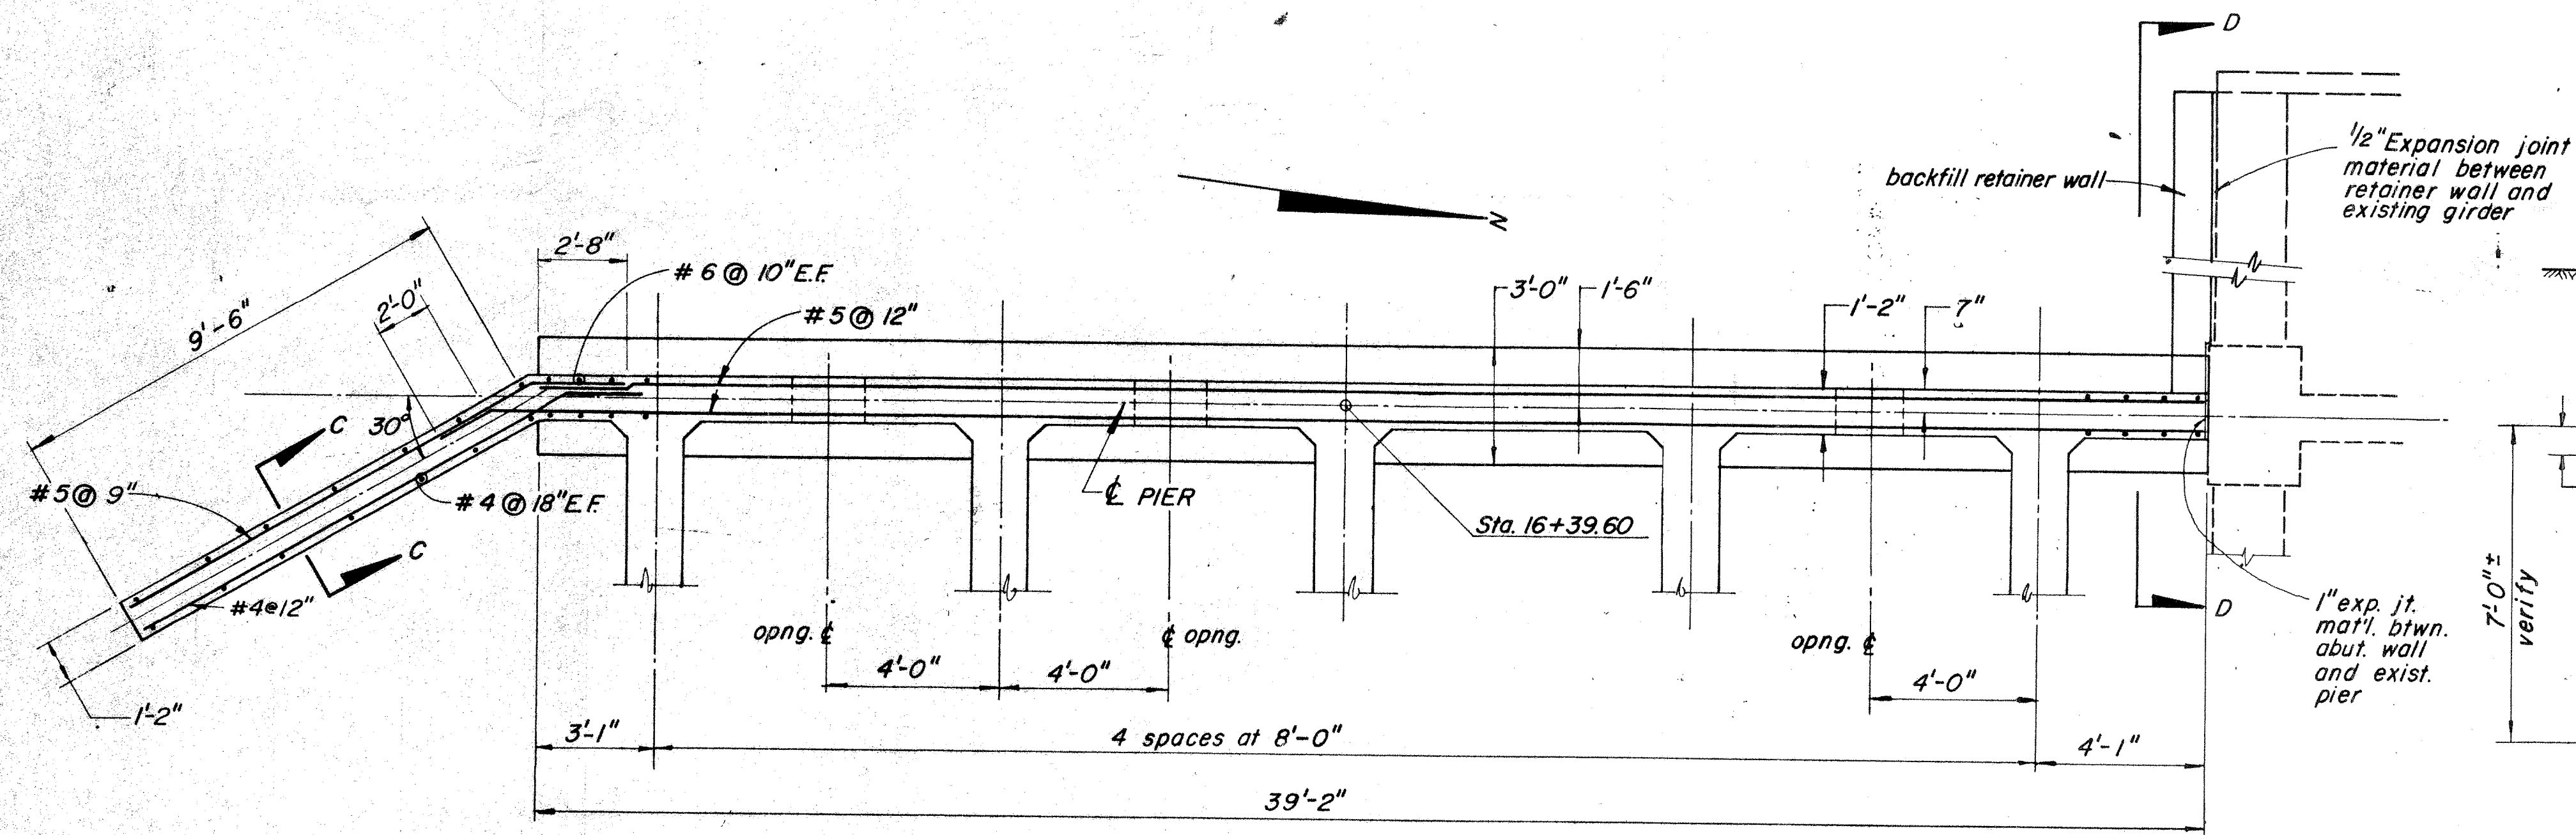 D
1/2" Expansion joint
material between
retainer wall and
existing girder
backfill retainer wall
N
2'-8"
# 6 @ 10" E.F.
# 5 @ 12"
3'-0"
1'-6"
1'-2"
7"
9'-6"
2'-0"
30°
C
# 5 @ 9"
# 4 @ 18" E.F.
C
#4@12"
℄ PIER
Sta. 16+39.60
1'-2"
opng. ℄
℄ opng.
opng. ℄
4'-0"
4'-0"
4'-0"
D
1" exp. jt.
mat'l. btwn.
abut. wall
and exist.
pier
7'-0"±
verify
3'-1"
4 spaces at 8'-0"
4'-1"
39'-2"